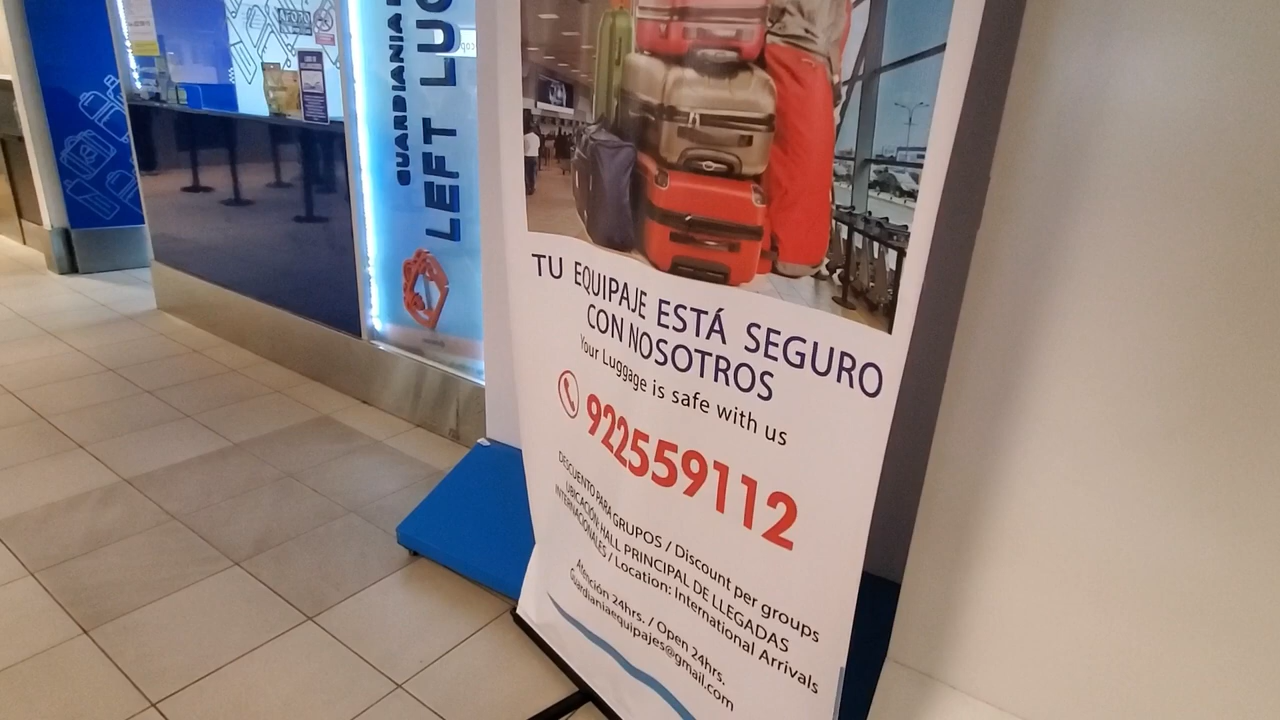 GUARDIANIA
LEFT LUG
TU EQUIPAJE ESTÁ SEGURO
CON NOSOTROS
Your Luggage is safe with us
922559112
DESCUENTO PARA GRUPOS / Discount per groups
UBICACIÓN: HALL PRINCIPAL DE LLEGADAS
INTERNACIONALES / Location: International Arrivals
Atención 24hrs. / Open 24hrs.
Guardianiaequipajes@gmail.com